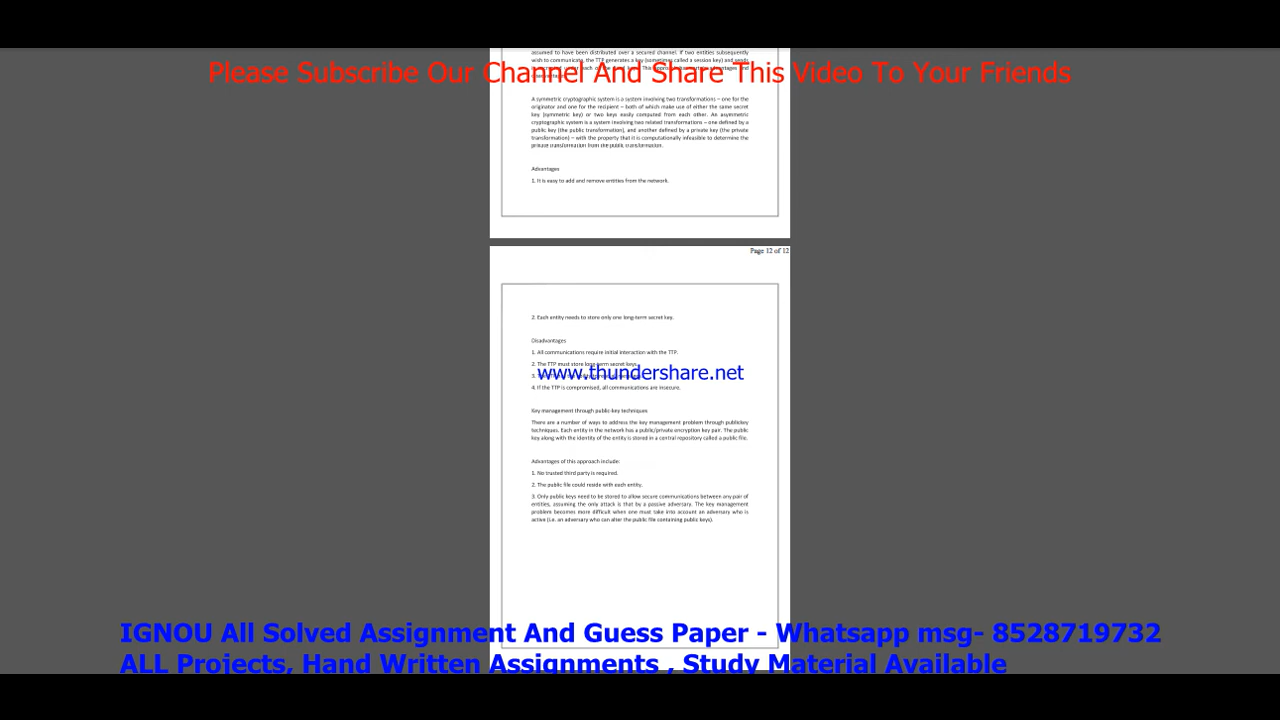 assumed to have been distributed over a secured channel. If two entities subsequently
wish to communicate, the TTP generates a key (sometimes called a session key) and sends
Please Subscribe Our Channel And Share This Video To Your Friends
A symmetric cryptographic system is a system involving two transformations – one for the
originator and one for the recipient – both of which make use of either the same secret
key (symmetric key) or two keys easily computed from each other. An asymmetric
cryptographic system is a system involving two related transformations – one defined by a
public key (the public transformation), and another defined by a private key (the private
transformation) – with the property that it is computationally infeasible to determine the
private transformation from the public transformation.
Advantages
1. It is easy to add and remove entities from the network.
Page 12 of 12
2. Each entity needs to store only one long-term secret key.
Disadvantages
1. All communications require initial interaction with the TTP.
2. The TTP must store long-term secret keys.
www.thundershare.net
3.
4. If the TTP is compromised, all communications are insecure.
Key management through public-key techniques
There are a number of ways to address the key management problem through publickey
techniques. Each entity in the network has a public/private encryption key pair. The public
key along with the identity of the entity is stored in a central repository called a public file.
Advantages of this approach include:
1. No trusted third party is required.
2. The public file could reside with each entity.
3. Only public keys need to be stored to allow secure communications between any pair of
entities, assuming the only attack is that by a passive adversary. The key management
problem becomes more difficult when one must take into account an adversary who is
active (i.e. an adversary who can alter the public file containing public keys).
IGNOU All Solved Assignment And Guess Paper - Whatsapp msg- 8528719732
ALL Projects, Hand Written Assignments , Study Material Available